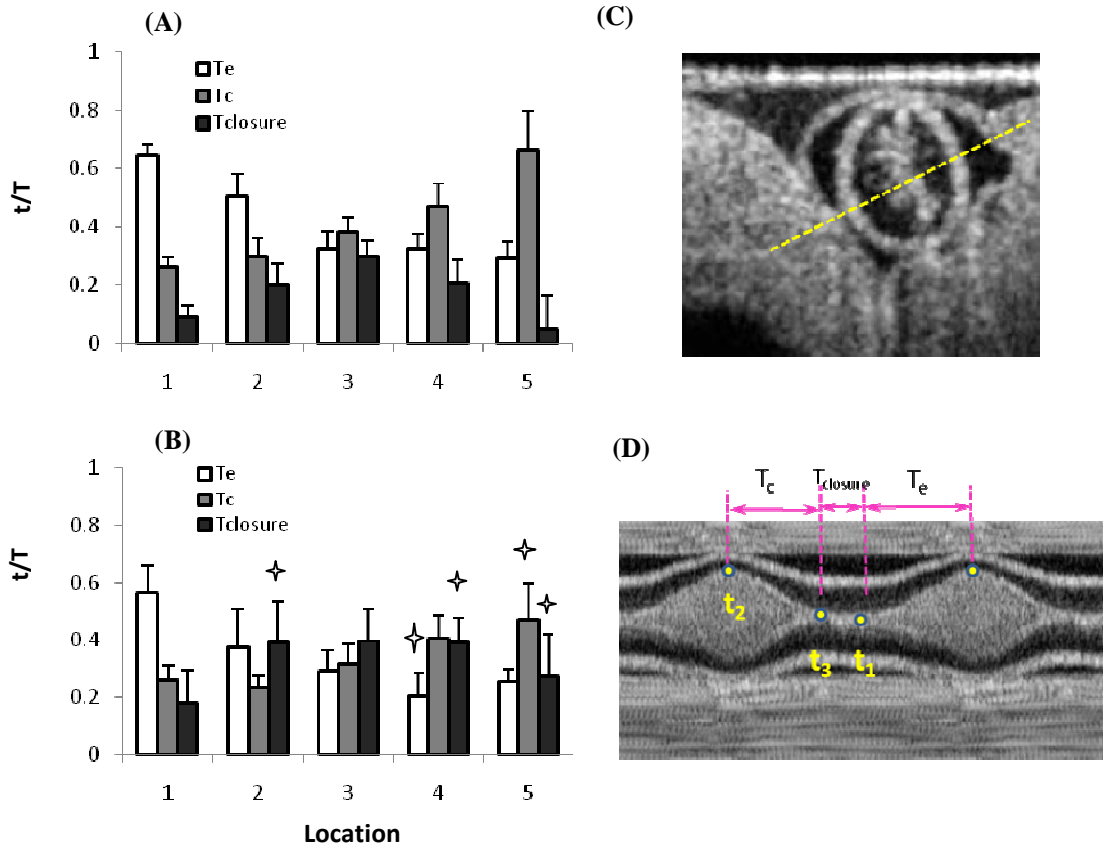 (A)
1
0.8
0.6
0.4
0.2
0
t/T
Te
Tc
Tclosure
1 2 3 4 5
(B)
1
0.8
0.6
0.4
0.2
0
t/T
Te
Tc
Tclosure
1 2 3 4 5
Location
(C)
(D)
Tc Tclosure Te
t2
t3 t1